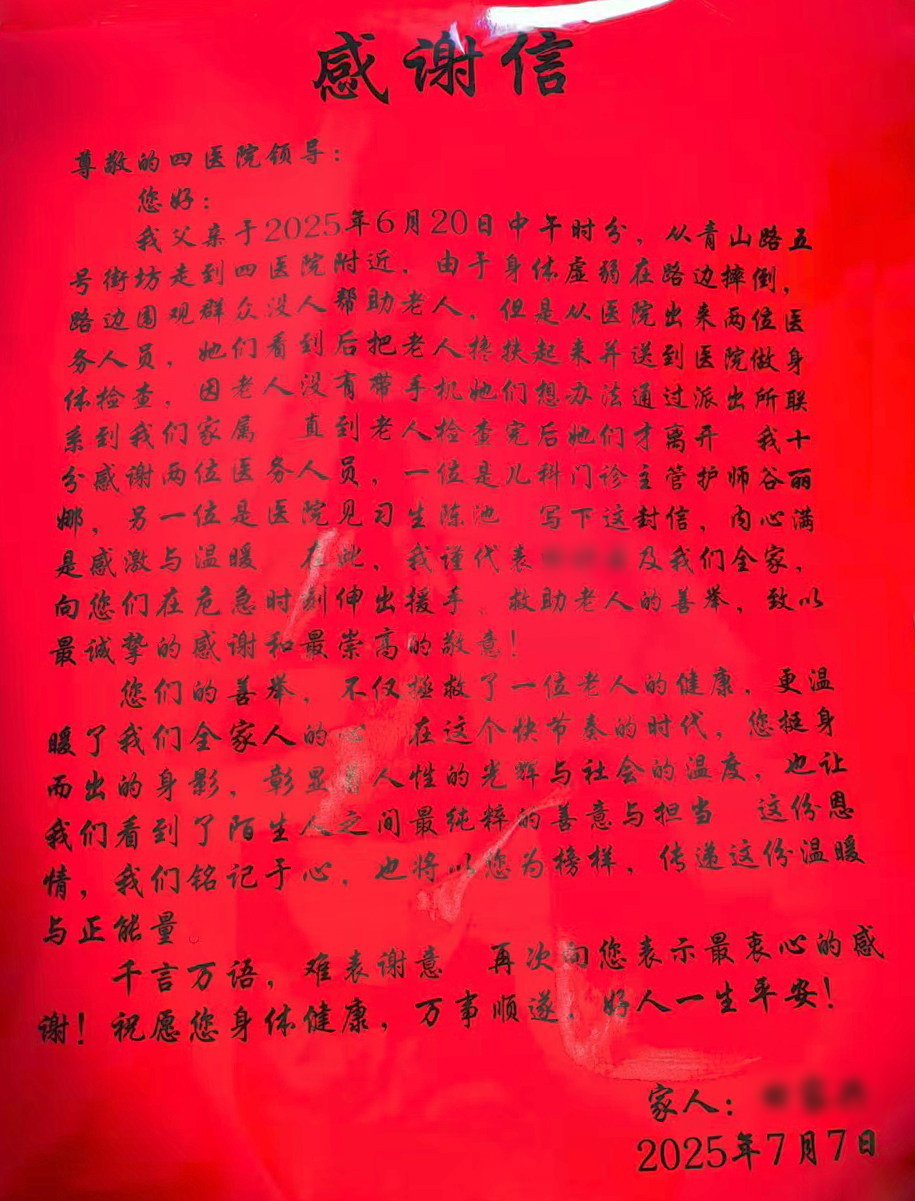 感谢信
尊敬的四医院领导：
您好：
我父亲于2025年6月20日中午时分，从青山路五
号街坊走到四医院附近，由于身体虚弱在路边摔倒，
路边围观群众没人帮助老人，但是从医院出来两位医
务人员，她们看到后把老人搀扶起来并送到医院做身
体检查，因老人没有带手机她们想办法通过派出所联
系到我们家属 直到老人检查完后她们才离开 我十
分感谢两位医务人员，一位是儿科门诊主管护师谷丽
娜，另一位是医院见习生陈池 写下这封信，内心满
是感激与温暖 在此，我谨代表 及我们全家，
向您们在危急时刻伸出援手、救助老人的善举，致以
最诚挚的感谢和最崇高的敬意！
您们的善举，不仅拯救了一位老人的健康，更温
暖了我们全家人的心 在这个快节奏的时代，您挺身
而出的身影，彰显着人性的光辉与社会的温度，也让
我们看到了陌生人之间最纯粹的善意与担当 这份恩
情，我们铭记于心，也将以您为榜样，传递这份温暖
与正能量。
千言万语，难表谢意 再次向您表示最衷心的感
谢！祝愿您身体健康，万事顺遂，好人一生平安！
家人：
2025年7月7日